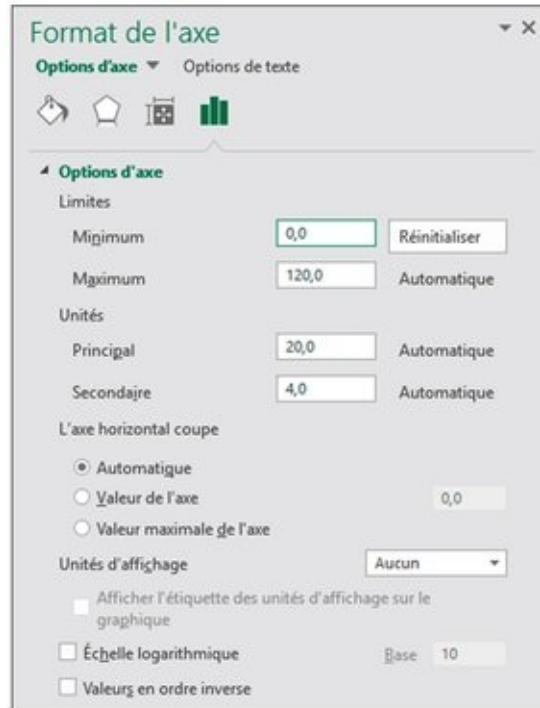 Format de l'axe
Options d'axe Options de texte
Options d'axe
Limites
Minimum 0,0 Réinitialiser
Maximum 120,0 Automatique
Unités
Principal 20,0 Automatique
Secondaire 4,0 Automatique
L'axe horizontal coupe
Automatique
Valeur de l'axe 0,0
Valeur maximale de l'axe
Unités d'affichage Aucun
Afficher l'étiquette des unités d'affichage sur le
graphique
Échelle logarithmique Base 10
Valeurs en ordre inverse